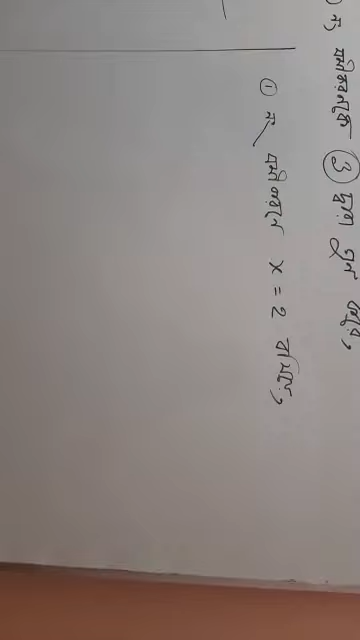 নং সমীকরণকে ③ দ্বারা গুণ করে,
① নং সমীকরণে x = 2 বসিয়ে,